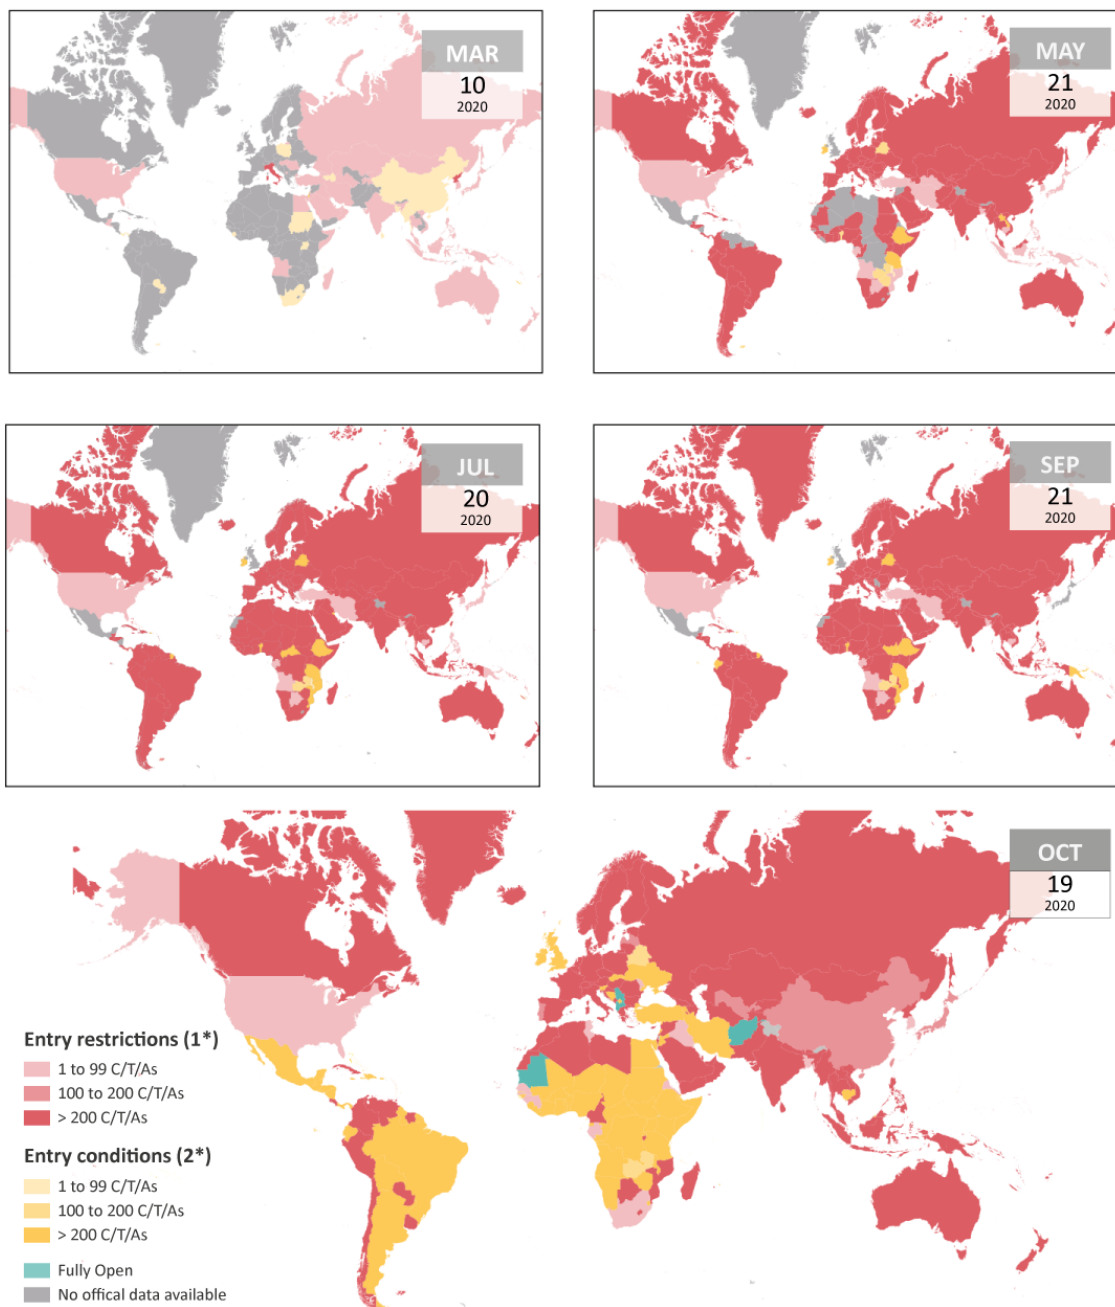 MAR
10
2020
MAY
21
2020
JUL
20
2020
SEP
21
2020
OCT
19
2020
Entry restrictions (1*)
1 to 99 C/T/As
100 to 200 C/T/As
> 200 C/T/As
Entry conditions (2*)
1 to 99 C/T/As
100 to 200 C/T/As
> 200 C/T/As
Fully Open
No offical data available